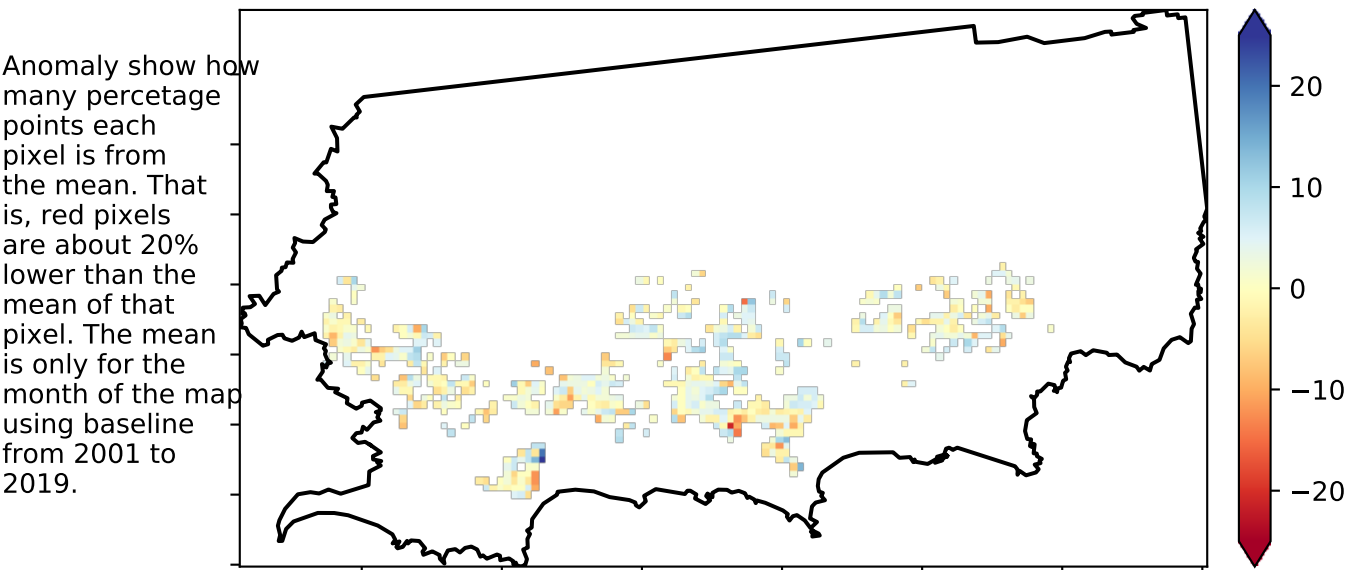 Anomaly show how
many percetage
points each
pixel is from
the mean. That
is, red pixels
are about 20%
lower than the
mean of that
pixel. The mean
is only for the
month of the map
using baseline
from 2001 to
2019.
20
10
0
−10
−20